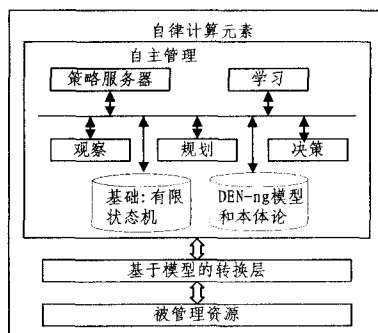 自律计算元素
自主管理
策略服务器
学习
观察
规划
决策
基础:有限
状态机
DEN-ng模型
和本体论
基于模型的转换层
被管理资源